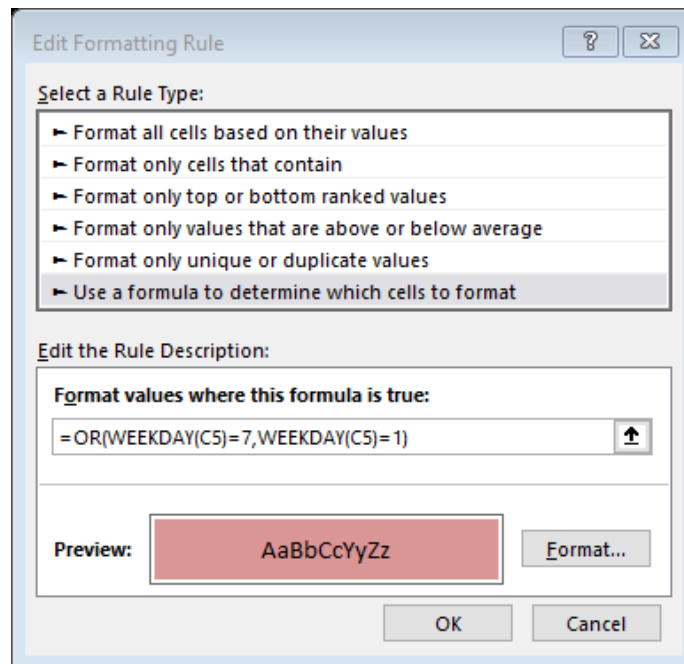 Edit Formatting Rule
Select a Rule Type:
► Format all cells based on their values
► Format only cells that contain
► Format only top or bottom ranked values
► Format only values that are above or below average
► Format only unique or duplicate values
► Use a formula to determine which cells to format
Edit the Rule Description:
Format values where this formula is true:
=OR(WEEKDAY(C5)=7,WEEKDAY(C5)=1)
Preview: AaBbCcYyZz Format...
OK Cancel